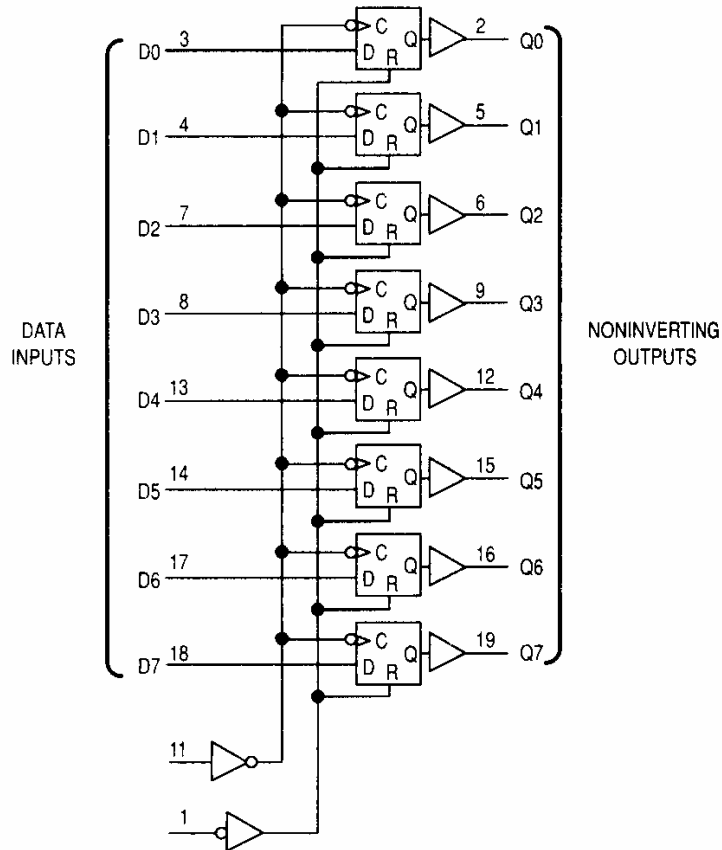 C
D Q
R
D0 3
2 Q0
C
D Q
R
D1 4
5 Q1
C
D Q
R
D2 7
6 Q2
C
D Q
R
D3 8
9 Q3
DATA
INPUTS
NONINVERTING
OUTPUTS
C
D Q
R
D4 13
12 Q4
C
D Q
R
D5 14
15 Q5
C
D Q
R
D6 17
16 Q6
C
D Q
R
D7 18
19 Q7
11
1